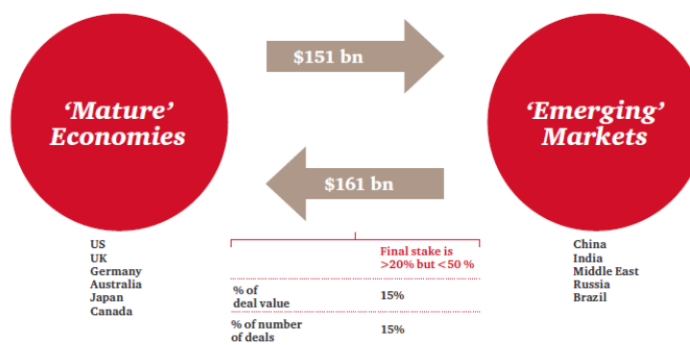 $151 bn
‘Mature’
Economies
‘Emerging’
Markets
$161 bn
US
UK
Germany
Australia
Japan
Canada
Final stake is
>20% but <50 %
% of
deal value
15%
% of number
of deals
15%
China
India
Middle East
Russia
Brazil